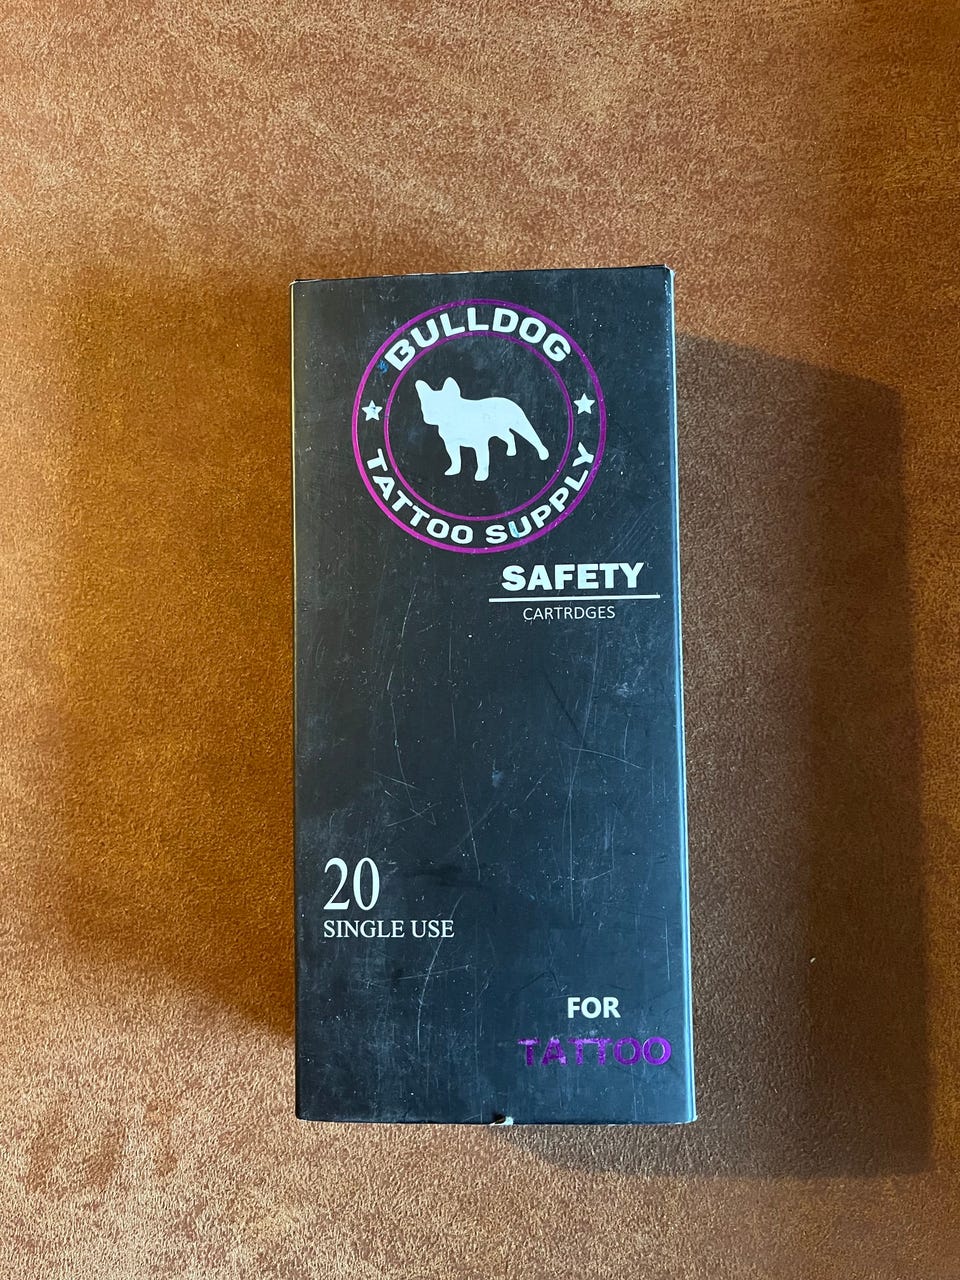 BULLDOG
TATTOO SUPPLY
SAFETY
CARTRDGES
20
SINGLE USE
FOR
TATTOO